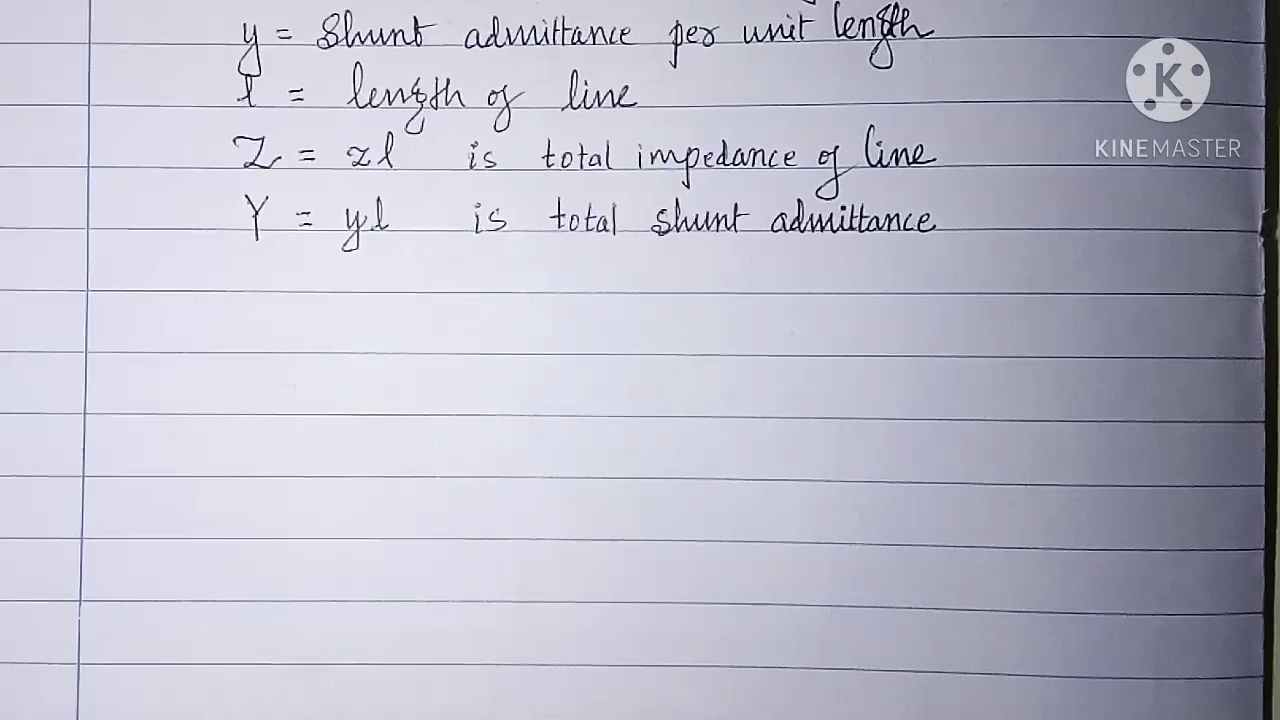 y = Shunt admittance per unit length
l = length of line
Z = zl is total impedance of line
Y = yl is total shunt admittance
K
KINEMASTER